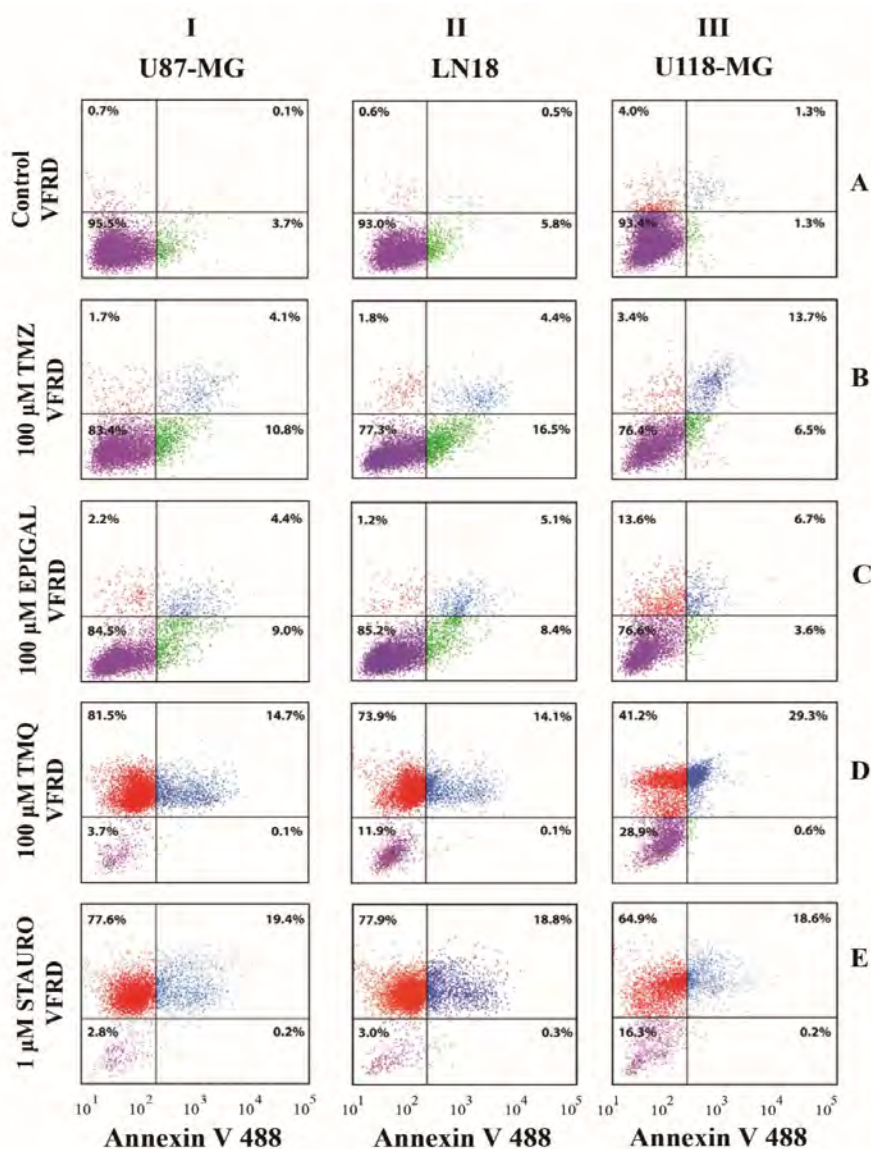 I II III
U87-MG LN18 U118-MG
Control
VFRD
0.7% 0.1% 0.6% 0.5% 4.0% 1.3%
95.5% 3.7% 93.0% 5.8% 93.4% 1.3%
A
100 µM TMZ
VFRD
1.7% 4.1% 1.8% 4.4% 3.4% 13.7%
83.4% 10.8% 77.3% 16.5% 76.4% 6.5%
B
100 µM EPIGAL
VFRD
2.2% 4.4% 1.2% 5.1% 13.6% 6.7%
84.5% 9.0% 85.2% 8.4% 76.6% 3.6%
C
100 µM TMQ
VFRD
81.5% 14.7% 73.9% 14.1% 41.2% 29.3%
3.7% 0.1% 11.9% 0.1% 28.9% 0.6%
D
1 µM STAURO
VFRD
77.6% 19.4% 77.9% 18.8% 64.9% 18.6%
2.8% 0.2% 3.0% 0.3% 16.3% 0.2%
E
10¹ 10² 10³ 10⁴ 10⁵ 10¹ 10² 10³ 10⁴ 10⁵ 10¹ 10² 10³ 10⁴ 10⁵
Annexin V 488 Annexin V 488 Annexin V 488